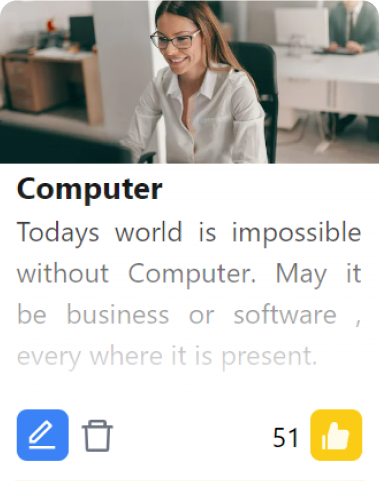 Computer
Todays world is impossible
without Computer. May it
be business or software ,
every where it is present.
51